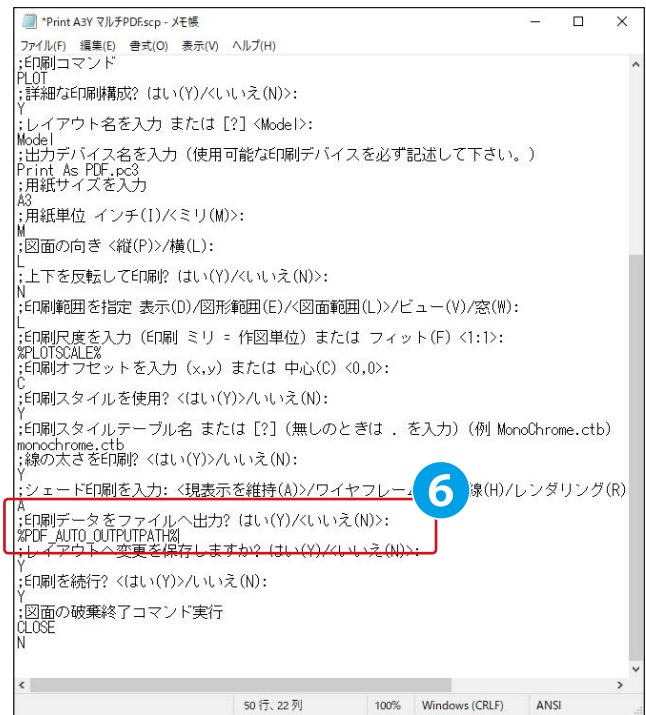 *Print A3Y マルチPDF.scp - メモ帳
ファイル(F) 編集(E) 書式(O) 表示(V) ヘルプ(H)
;印刷コマンド
PLOT
;詳細な印刷構成? (はい(Y)/<いいえ(N)>:
Y
;レイアウト名を入力 または [?] <Model>:
Model
;出力デバイス名を入力 (使用可能な印刷デバイスを必ず記述して下さい。)
Print As PDF.pc3
;用紙サイズを入力
A3
;用紙単位 インチ(I)/<ミリ(M)>:
M
;図面の向き <縦(P)>/横(L):
L
;上下を反転して印刷? (はい(Y)/<いいえ(N)>:
N
;印刷範囲を指定 表示(D)/図形範囲(E)/<図面範囲(L)>/ビュー(V)/窓(W):
L
;印刷尺度を入力 (印刷 ミリ = 作図単位) または フィット(F) <1:1>:
%PLOTSCALE%
;印刷オフセットを入力 (x,y) または 中心(C) <0,0>:
C
;印刷スタイルを使用? <(はい(Y)>/いいえ(N):
Y
;印刷スタイルテーブル名 または [?] (無しのときは . を入力) (例 MonoChrome.ctb)
monochrome.ctb
;線の太さを印刷? <(はい(Y)>/いいえ(N):
Y
;シェード印刷を入力: <現表示を維持(A)>/ワイヤフレーム 6 線(H)/レンダリング(R)
A
;印刷データをファイルへ出力? (はい(Y)/<いいえ(N)>:
%PDF_AUTO_OUTPUTPATH%
;レイアウトへ変更を保存しますか? (はい(Y)/<いいえ(N)>:
Y
;印刷を続行? <(はい(Y)>/いいえ(N):
Y
;図面の破棄終了コマンド実行
CLOSE
N
50 行、22 列 100% Windows (CRLF) ANSI